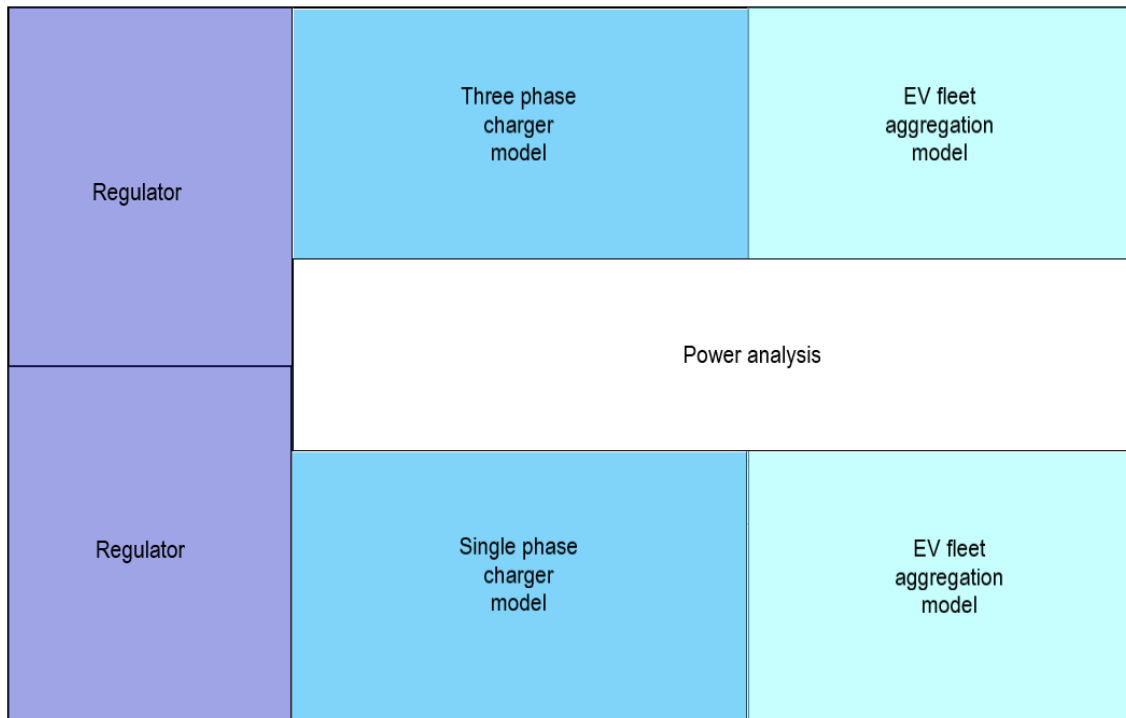 Three phase
charger
model
EV fleet
aggregation
model
Regulator
Power analysis
Regulator
Single phase
charger
model
EV fleet
aggregation
model